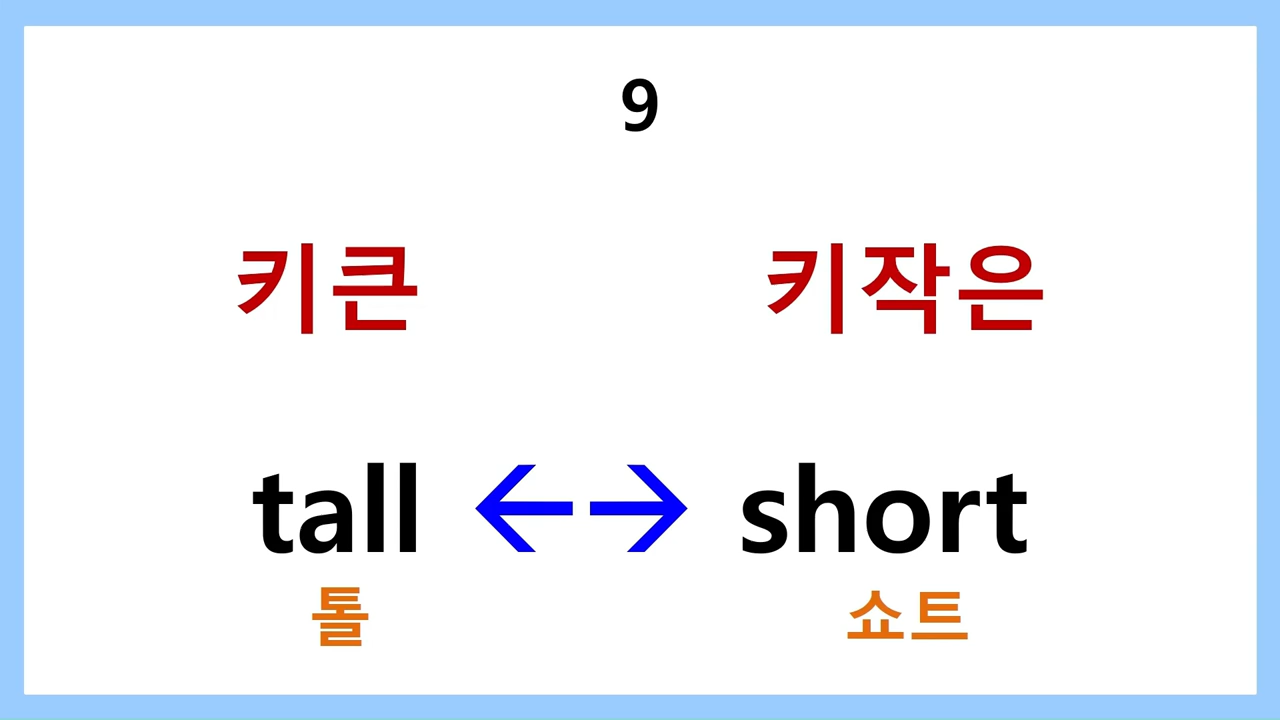 9
키큰 키작은
tall ←→ short
톨 쇼트